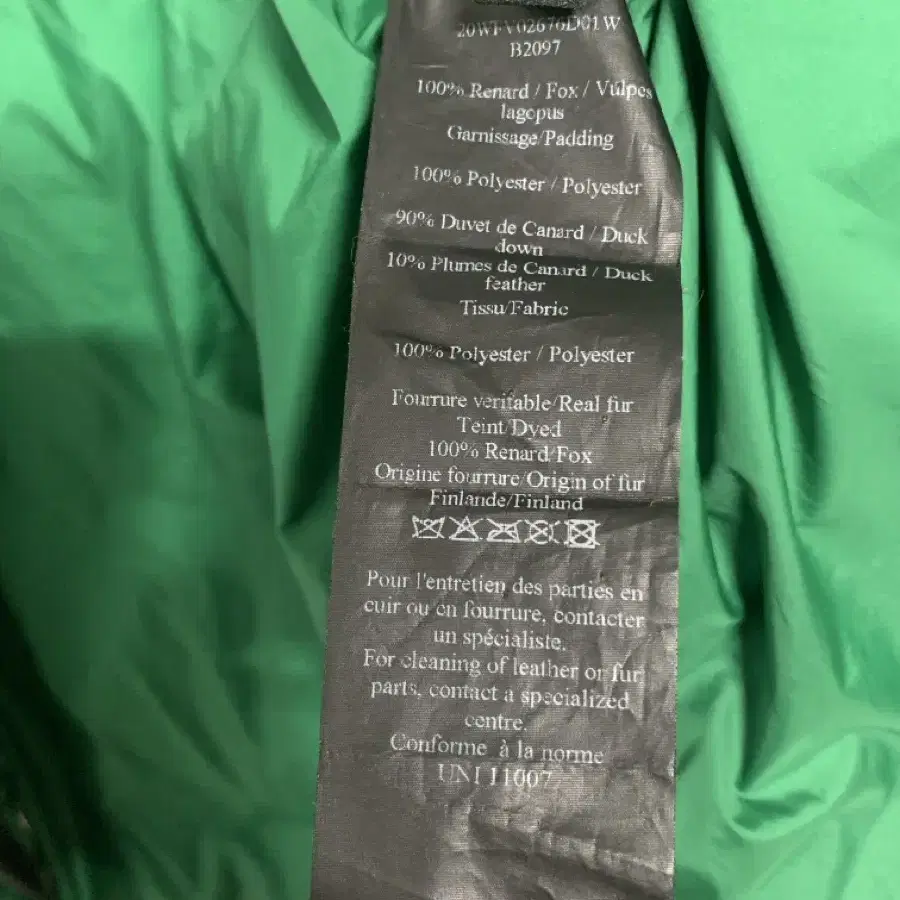 20WFV02676D01W
B2097
100% Renard / Fox / Vulpes
lagopus
Garnissage/Padding
100% Polyester / Polyester
90% Duvet de Canard / Duck
down
10% Plumes de Canard / Duck
feather
Tissu/Fabric
100% Polyester / Polyester
Fourrure veritable/Real fur
Teint/Dyed
100% Renard/Fox
Origine fourrure/Origin of fur
Finlande/Finland
Pour l'entretien des parties en
cuir ou en fourrure, contacter
un spécialiste.
For cleaning of leather or fur
parts, contact a specialized
centre.
Conforme à la norme
UNI 11007